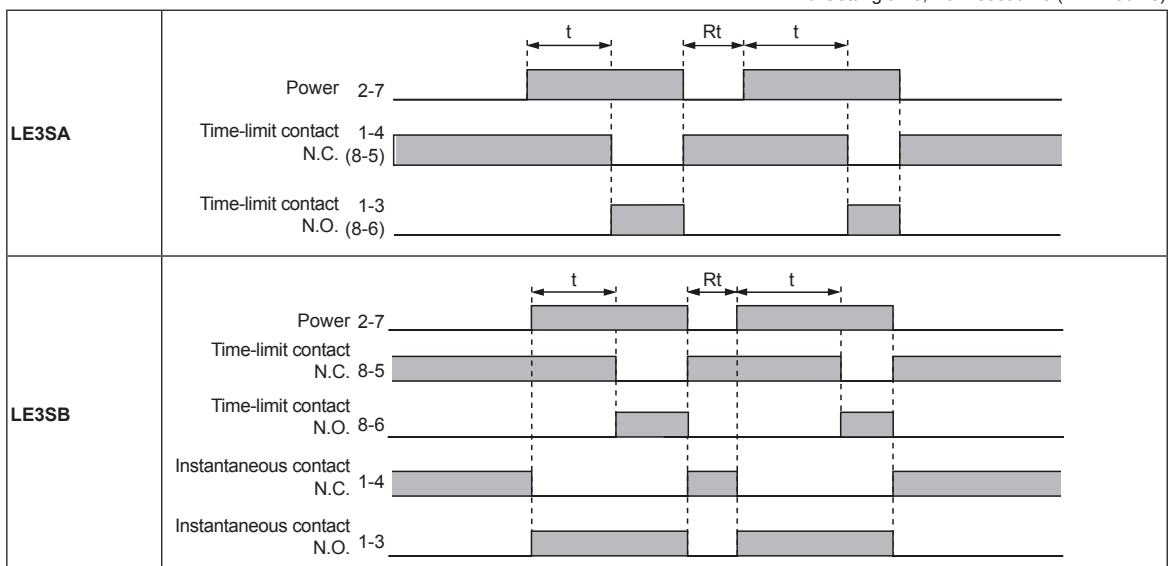 t Rt t
Power 2-7
LE3SA
Time-limit contact 1-4
N.C. (8-5)
Time-limit contact 1-3
N.O. (8-6)
t Rt t
Power 2-7
Time-limit contact
N.C. 8-5
LE3SB
Time-limit contact
N.O. 8-6
Instantaneous contact
N.C. 1-4
Instantaneous contact
N.O. 1-3